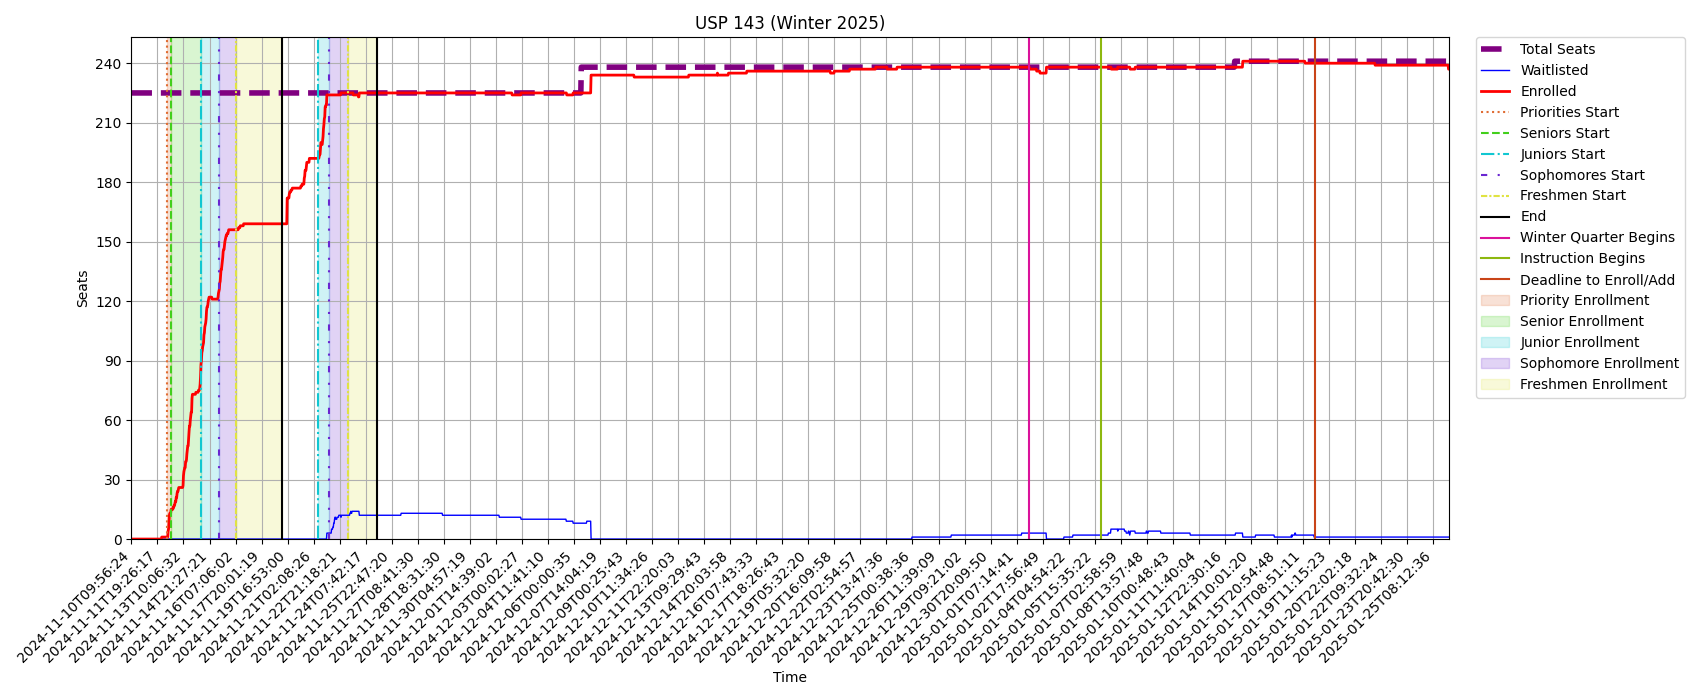 USP 143 (Winter 2025)
Seats
240
210
180
150
120
90
60
30
0
2024-11-10T09:56:24
2024-11-11T19:26:17
2024-11-13T10:06:32
2024-11-14T21:27:21
2024-11-16T07:06:02
2024-11-17T20:01:19
2024-11-19T16:53:00
2024-11-21T02:08:26
2024-11-22T21:18:21
2024-11-24T07:42:17
2024-11-25T22:47:20
2024-11-27T08:41:30
2024-11-28T18:31:30
2024-11-30T04:57:19
2024-12-01T14:39:02
2024-12-03T00:02:27
2024-12-04T11:41:10
2024-12-06T00:00:35
2024-12-07T14:04:19
2024-12-09T00:25:43
2024-12-10T11:34:26
2024-12-11T22:20:03
2024-12-13T09:29:43
2024-12-14T20:03:58
2024-12-16T07:43:33
2024-12-17T18:26:43
2024-12-19T05:32:20
2024-12-20T16:09:58
2024-12-22T02:54:57
2024-12-23T13:47:36
2024-12-25T00:38:36
2024-12-26T11:39:09
2024-12-29T09:21:02
2024-12-30T20:09:50
2025-01-01T07:14:41
2025-01-02T17:56:49
2025-01-04T04:54:22
2025-01-05T15:35:22
2025-01-07T02:58:59
2025-01-08T13:57:48
2025-01-10T00:48:43
2025-01-11T11:40:04
2025-01-12T22:30:16
2025-01-14T10:01:20
2025-01-15T20:54:48
2025-01-17T08:51:11
2025-01-19T11:15:23
2025-01-20T22:02:18
2025-01-22T09:32:24
2025-01-23T20:42:30
2025-01-25T08:12:36
Time
Total Seats
Waitlisted
Enrolled
Priorities Start
Seniors Start
Juniors Start
Sophomores Start
Freshmen Start
End
Winter Quarter Begins
Instruction Begins
Deadline to Enroll/Add
Priority Enrollment
Senior Enrollment
Junior Enrollment
Sophomore Enrollment
Freshmen Enrollment